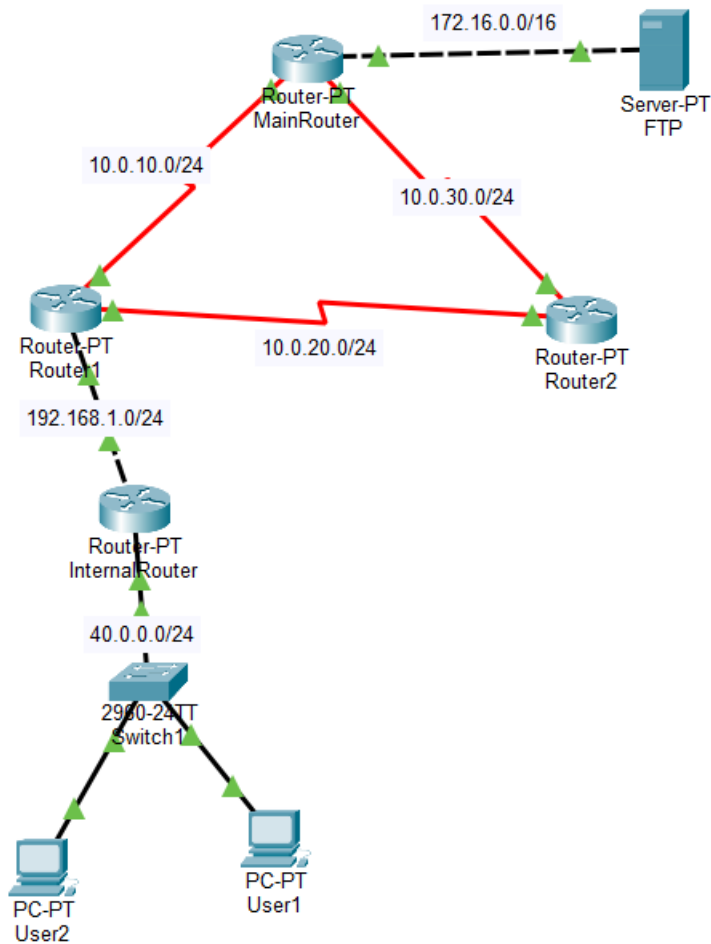 172.16.0.0/16
Router-PT
MainRouter
Server-PT
FTP
10.0.10.0/24
10.0.30.0/24
Router-PT
Router1
10.0.20.0/24
Router-PT
Router2
192.168.1.0/24
Router-PT
InternalRouter
40.0.0.0/24
2960-24TT
Switch1
PC-PT
User1
PC-PT
User2